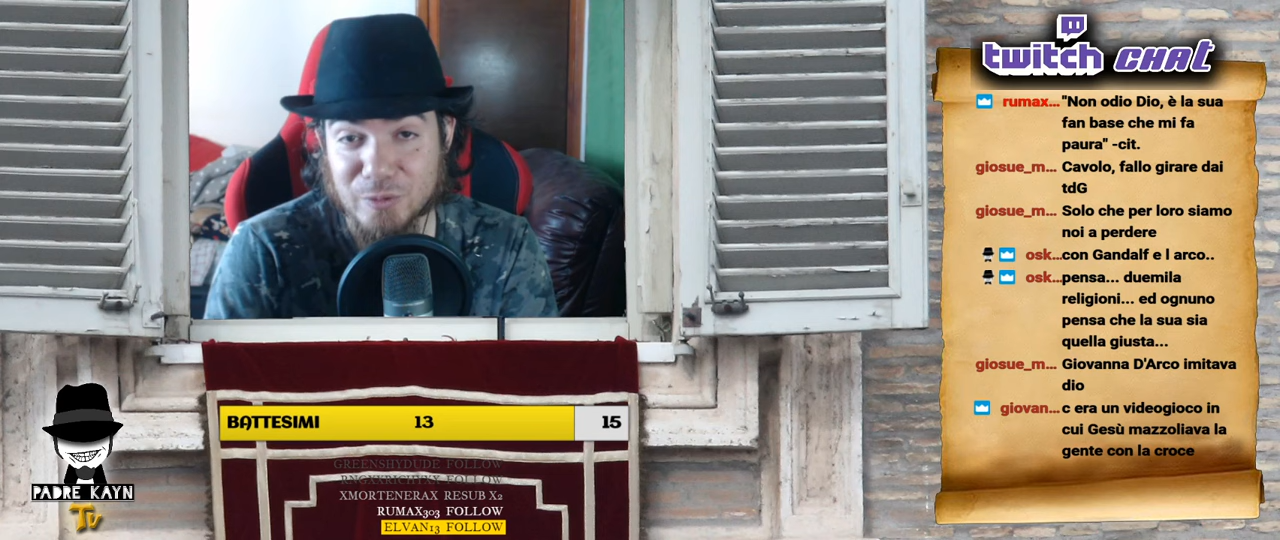 twitch CHAT
rumax... "Non odio Dio, è la sua
fan base che mi fa
paura" -cit.
giosue_m... Cavolo, fallo girare dai
tdG
giosue_m... Solo che per loro siamo
noi a perdere
osk... con Gandalf e l arco..
osk... pensa... duemila
religioni... ed ognuno
pensa che la sua sia
quella giusta...
giosue_m... Giovanna D'Arco imitava
dio
giovan... c era un videogioco in
cui Gesù mazzoliava la
gente con la croce
BATTESIMI 13 15
GREENSHYDUDE FOLLOW
FOLLOW
XMORTENERAX RESUB X2
RUMAX303 FOLLOW
ELVAN13 FOLLOW
PADRE KAYN
Tv